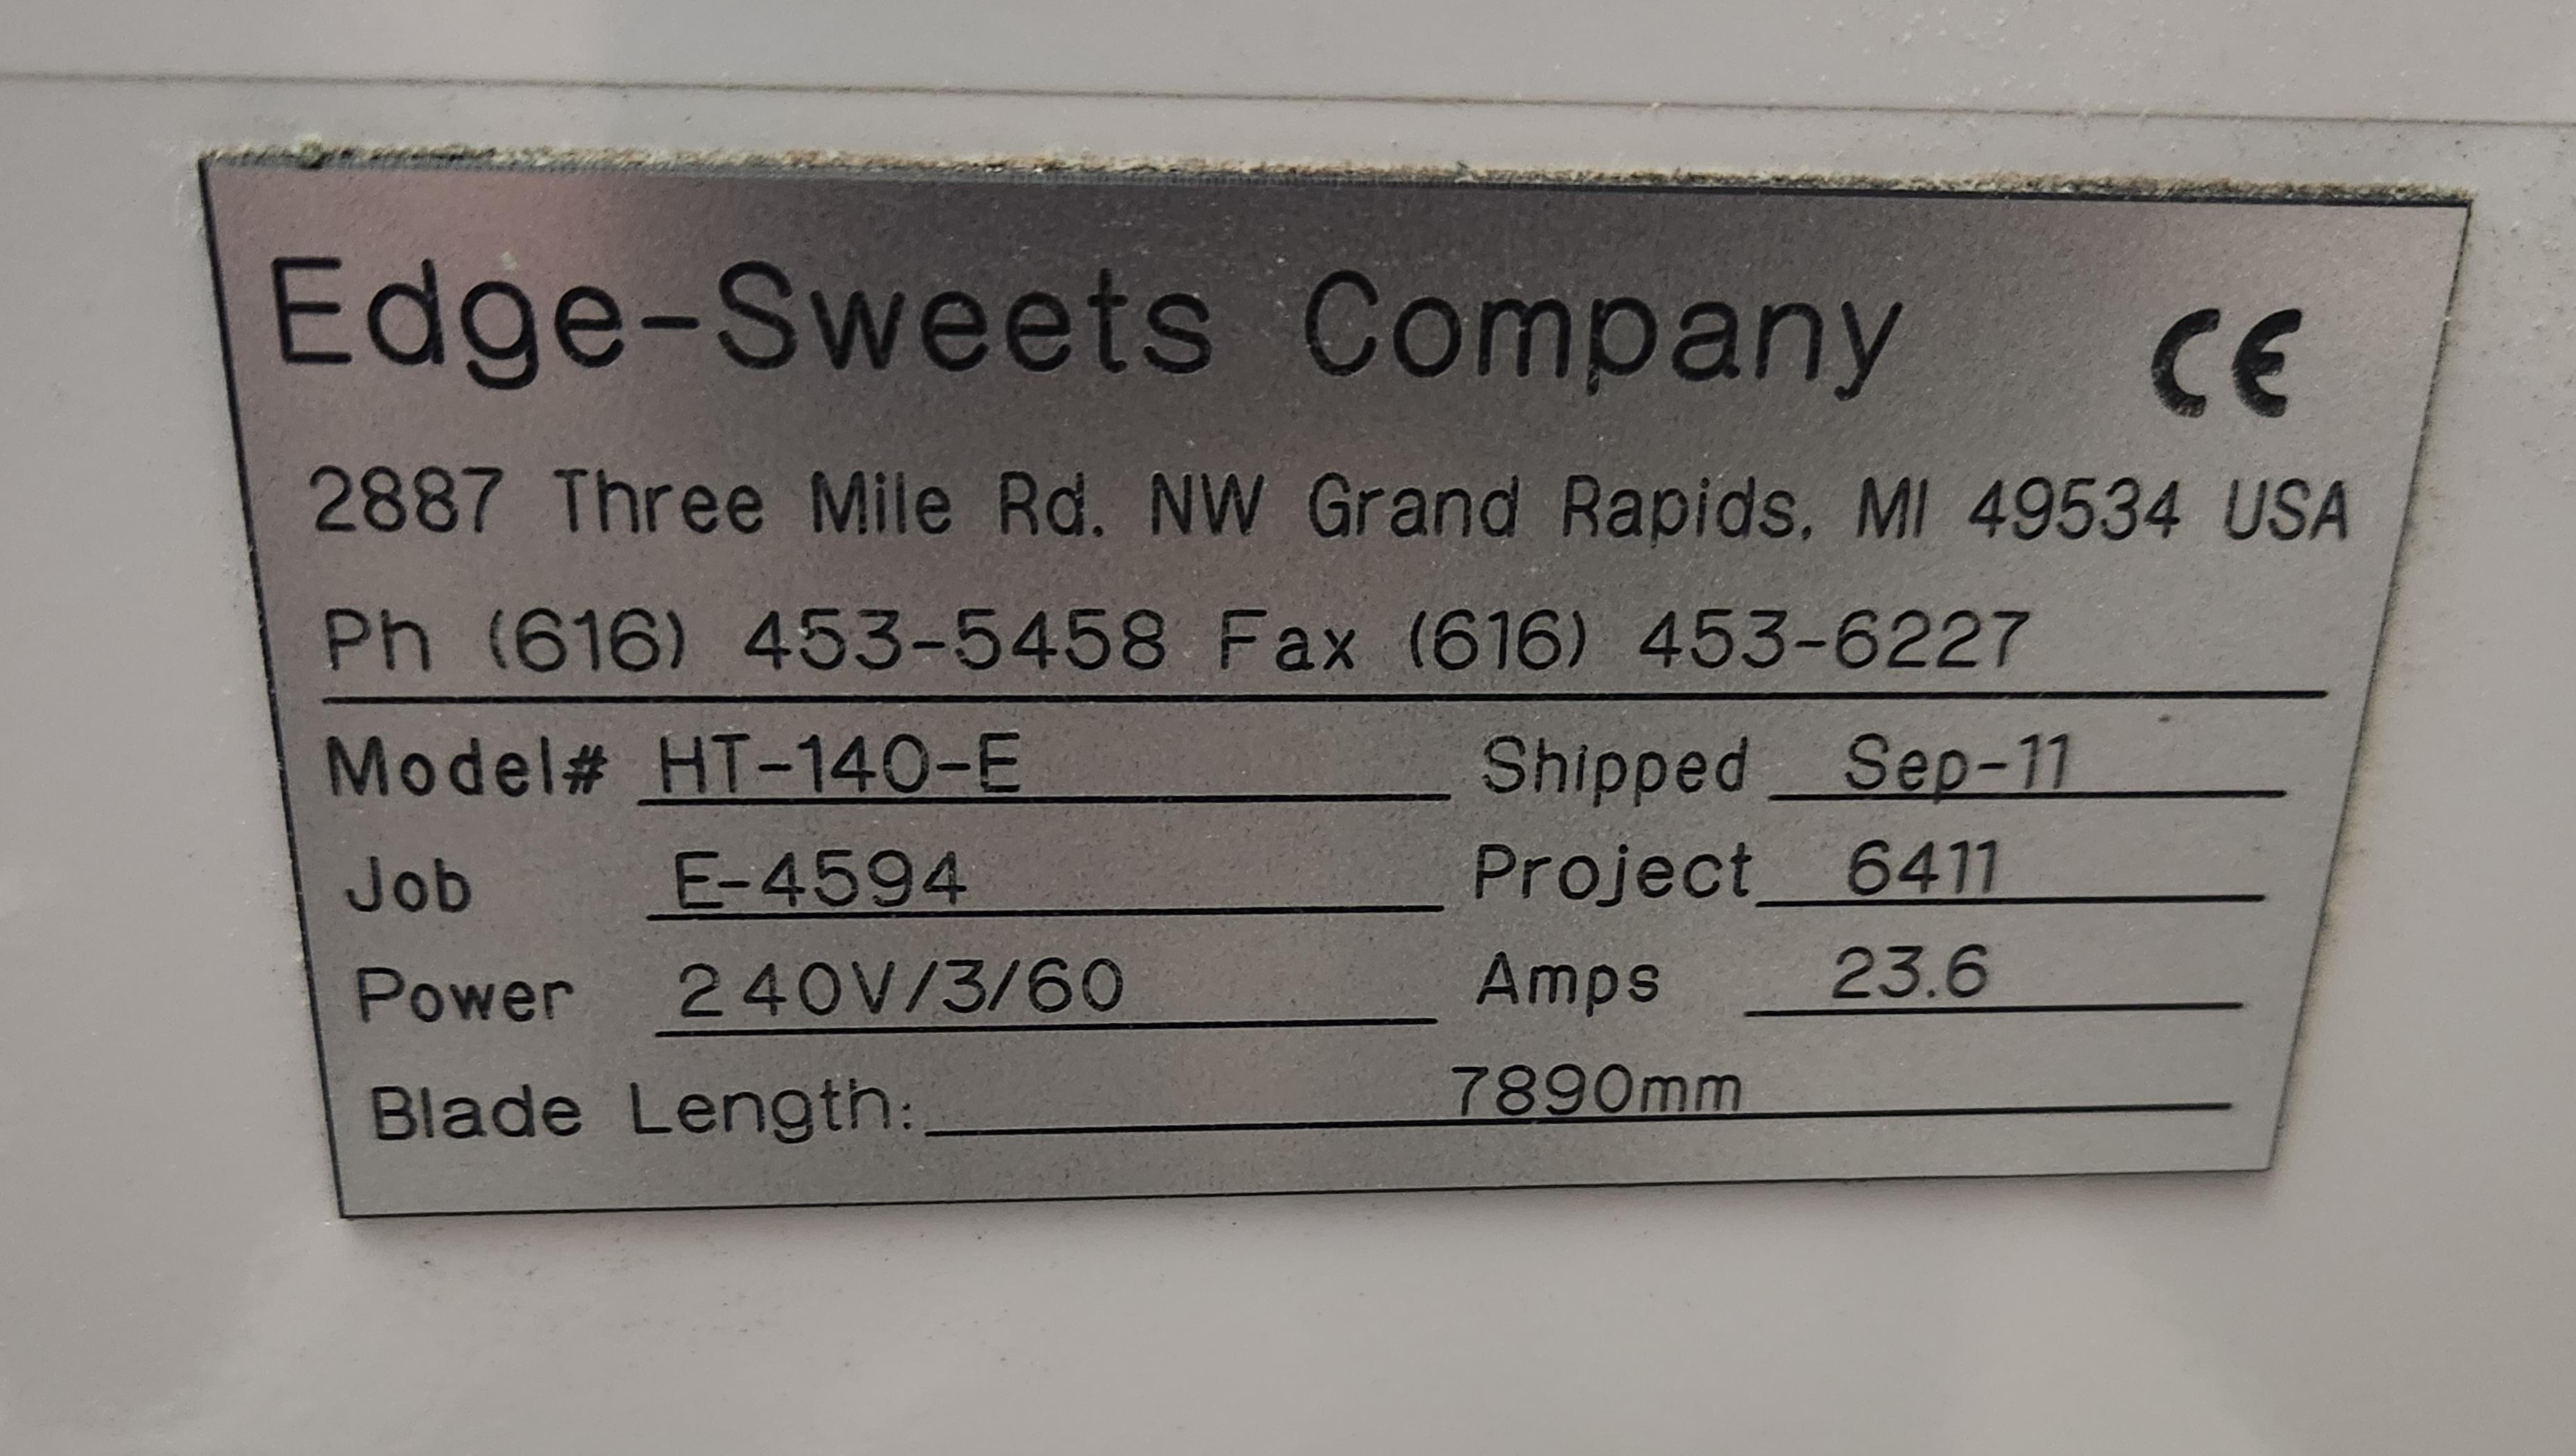 Edge-Sweets Company CE
2887 Three Mile Rd. NW Grand Rapids, MI 49534 USA
Ph (616) 453-5458 Fax (616) 453-6227
Model# HT-140-E Shipped Sep-11
Job E-4594 Project 6411
Power 240V/3/60 Amps 23.6
Blade Length: 7890mm